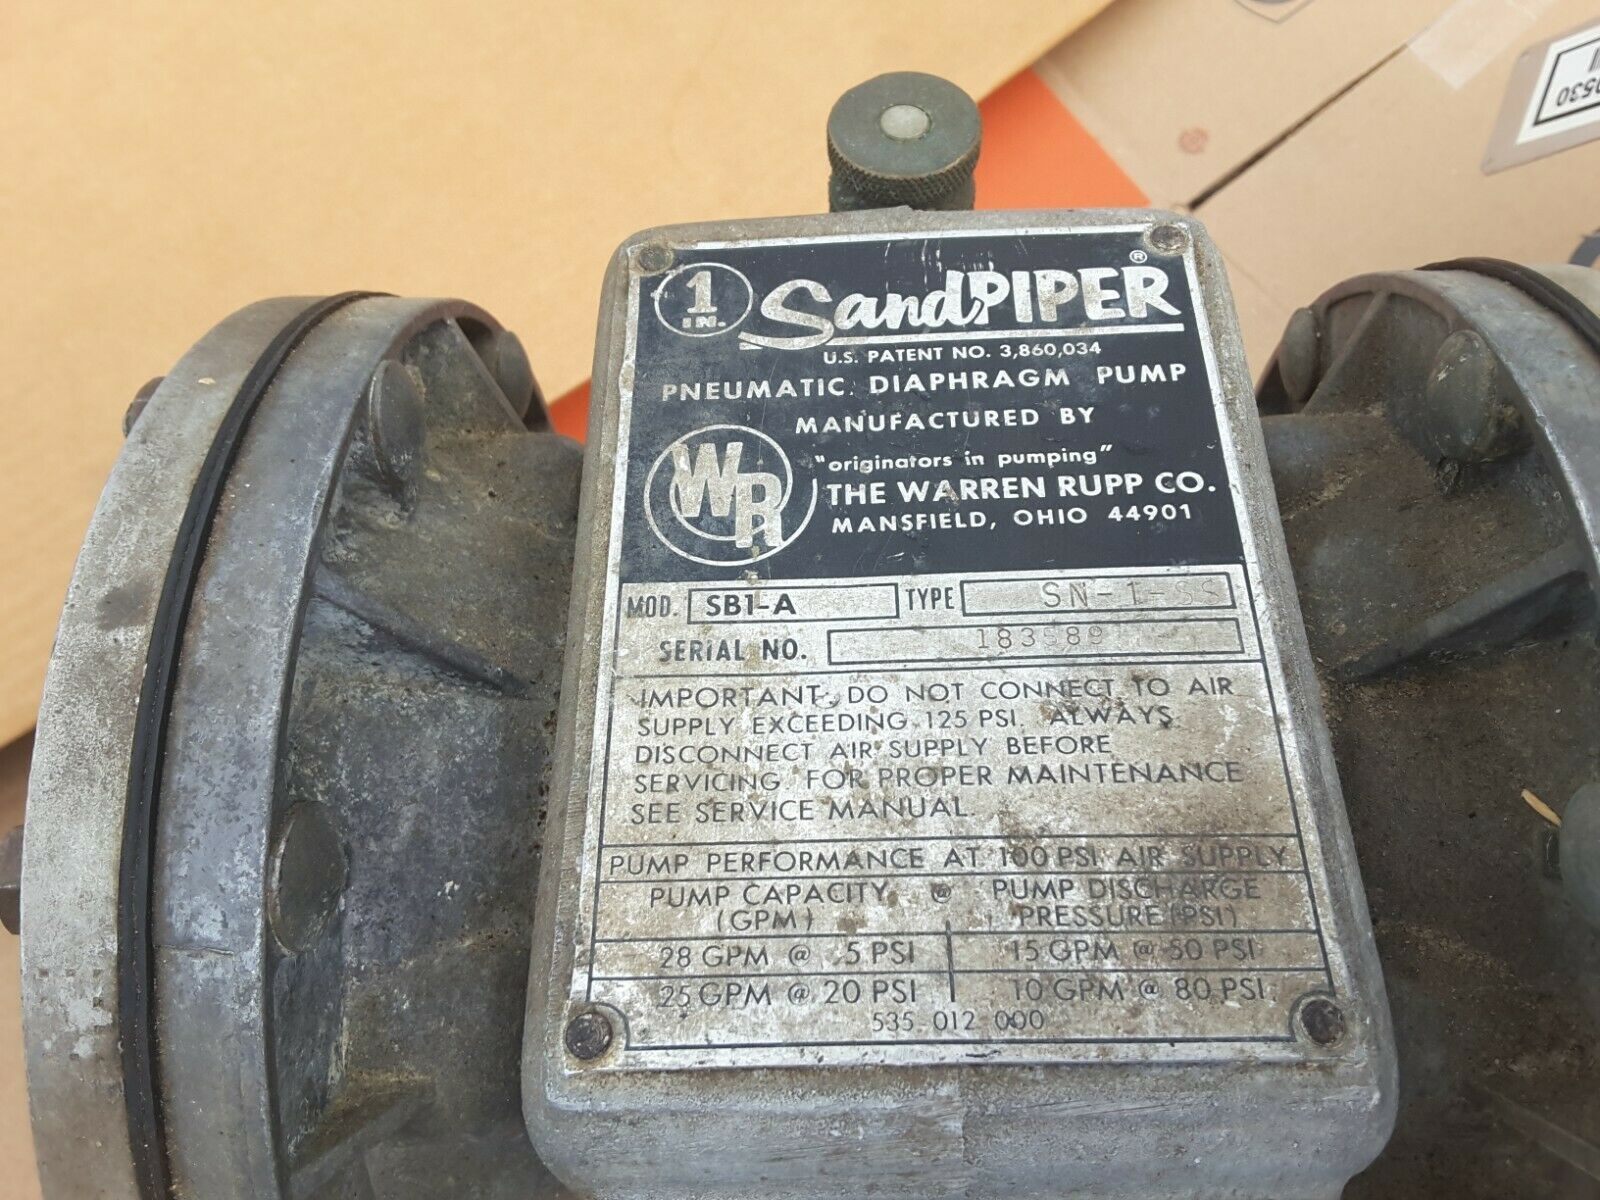 1 IN.
SandPIPER ®
U.S. PATENT NO. 3,860,034
PNEUMATIC DIAPHRAGM PUMP
MANUFACTURED BY
WR
"originators in pumping"
THE WARREN RUPP CO.
MANSFIELD, OHIO 44901
MOD. SB1-A TYPE SN-1-SS
SERIAL NO.
IMPORTANT, DO NOT CONNECT TO AIR
SUPPLY EXCEEDING 125 PSI. ALWAYS
DISCONNECT AIR SUPPLY BEFORE
SERVICING. FOR PROPER MAINTENANCE
SEE SERVICE MANUAL.
PUMP PERFORMANCE AT 100 PSI AIR SUPPLY
PUMP CAPACITY @ PUMP DISCHARGE
(GPM) PRESSURE (PSI)
28 GPM @ 5 PSI 15 GPM @ 50 PSI
25 GPM @ 20 PSI 10 GPM @ 80 PSI
535 012 000